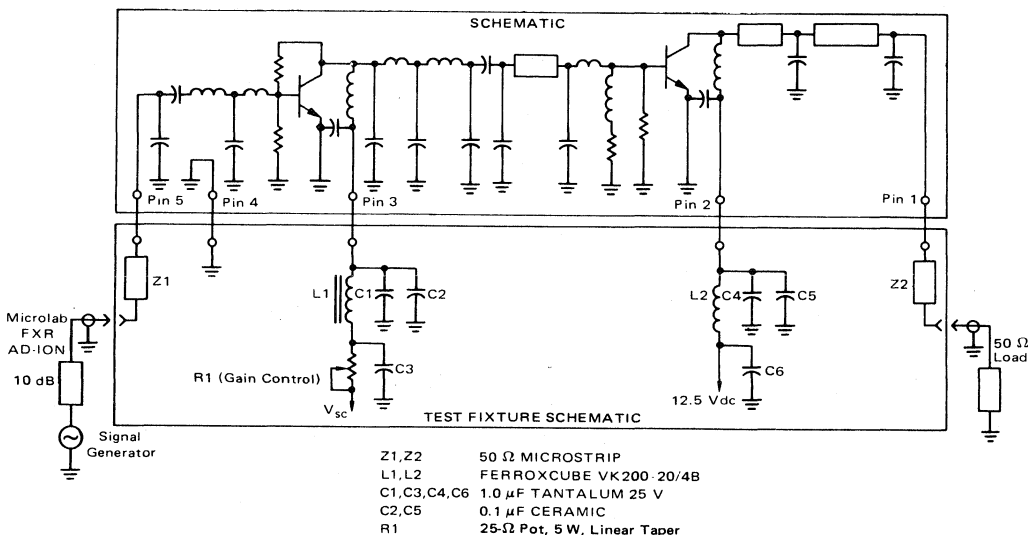 SCHEMATIC
Pin 5
Pin 4
Pin 3
Pin 2
Pin 1
Z1
L1
C1
C2
L2
C4
C5
Z2
Microlab
FXR
AD-ION
10 dB
Signal
Generator
R1 (Gain Control)
C3
VSC
C6
12.5 Vdc
50 Ω
Load
TEST FIXTURE SCHEMATIC
Z1,Z2 50 Ω MICROSTRIP
L1,L2 FERROXCUBE VK200-20/4B
C1,C3,C4,C6 1.0 μF TANTALUM 25 V
C2,C5 0.1 μF CERAMIC
R1 25-Ω Pot, 5 W, Linear Taper